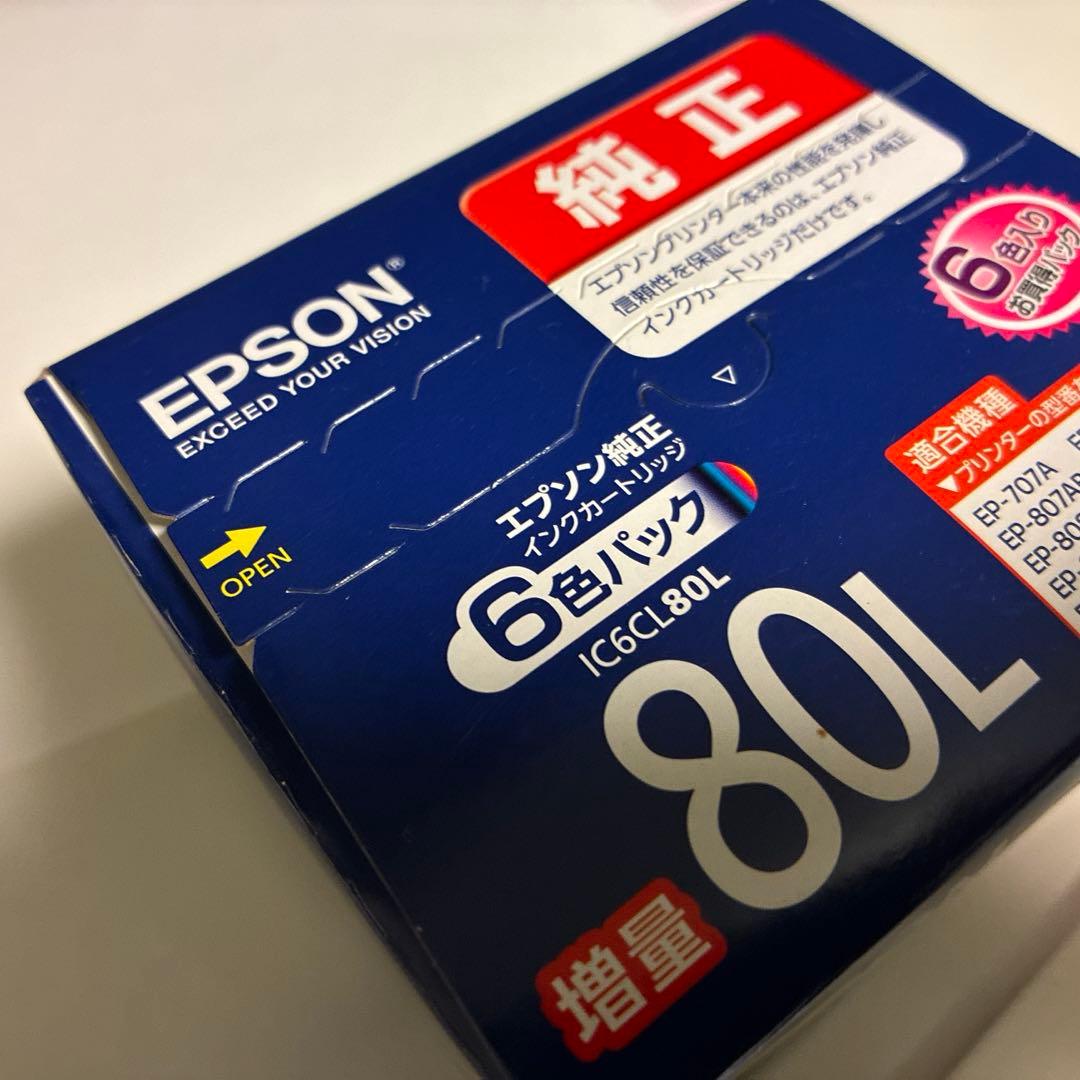 純正
エプソンプリンター本来の性能を発揮し
信頼性を保証できるのは、エプソン純正
インクカートリッジだけです。
EPSON®
EXCEED YOUR VISION
6色入り
お買得パック
OPEN
エプソン純正
インクカートリッジ
6色パック
IC6CL80L
80L
増量
適合機種
▼プリンターの型番
EP-707A
EP-807A